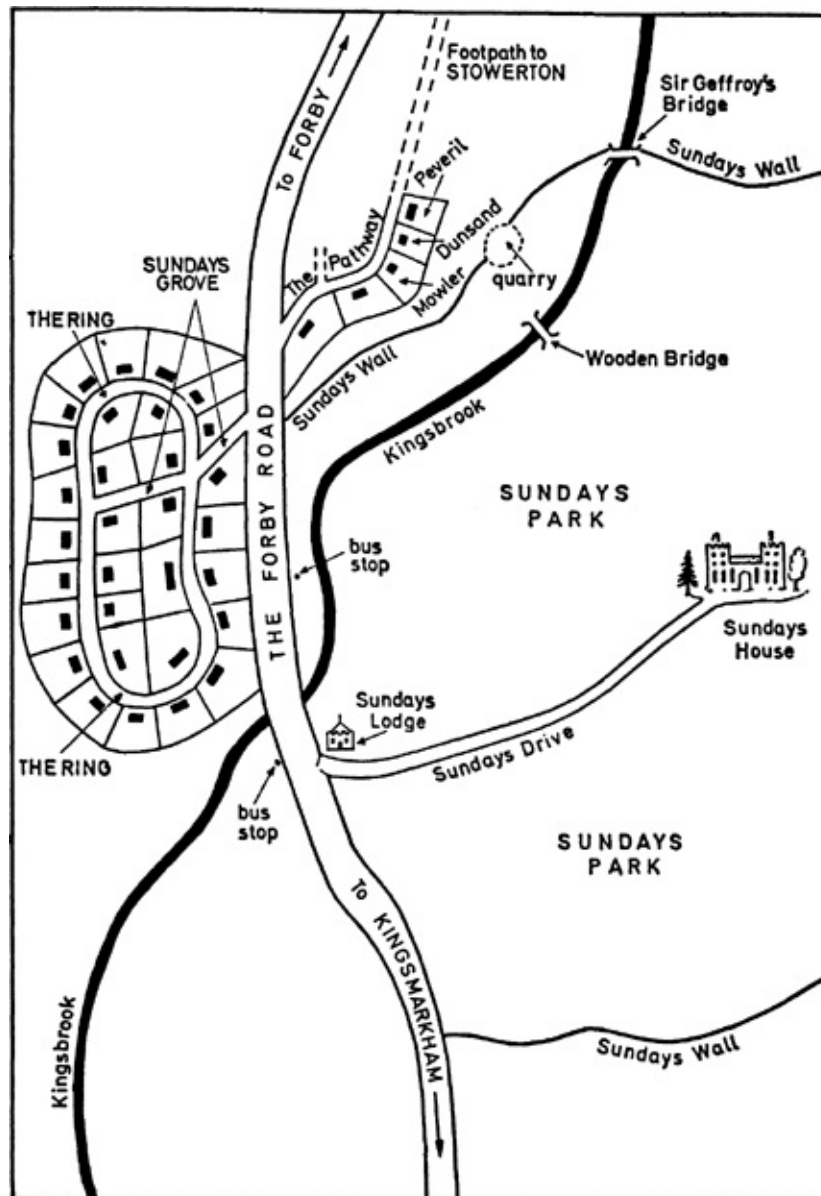 Footpath to
STOWERTON
Sir Geffroy's
Bridge
To FORBY
Sundays Wall
Peveril
Dunsand
Mowler
The Pathway
quarry
SUNDAYS
GROVE
THE RING
Sundays Wall
Wooden Bridge
Kingsbrook
THE FORBY ROAD
SUNDAYS
PARK
bus
stop
Sundays
House
Sundays
Lodge
Sundays Drive
THE RING
bus
stop
SUNDAYS
PARK
To KINGSMARKHAM
Kingsbrook
Sundays Wall